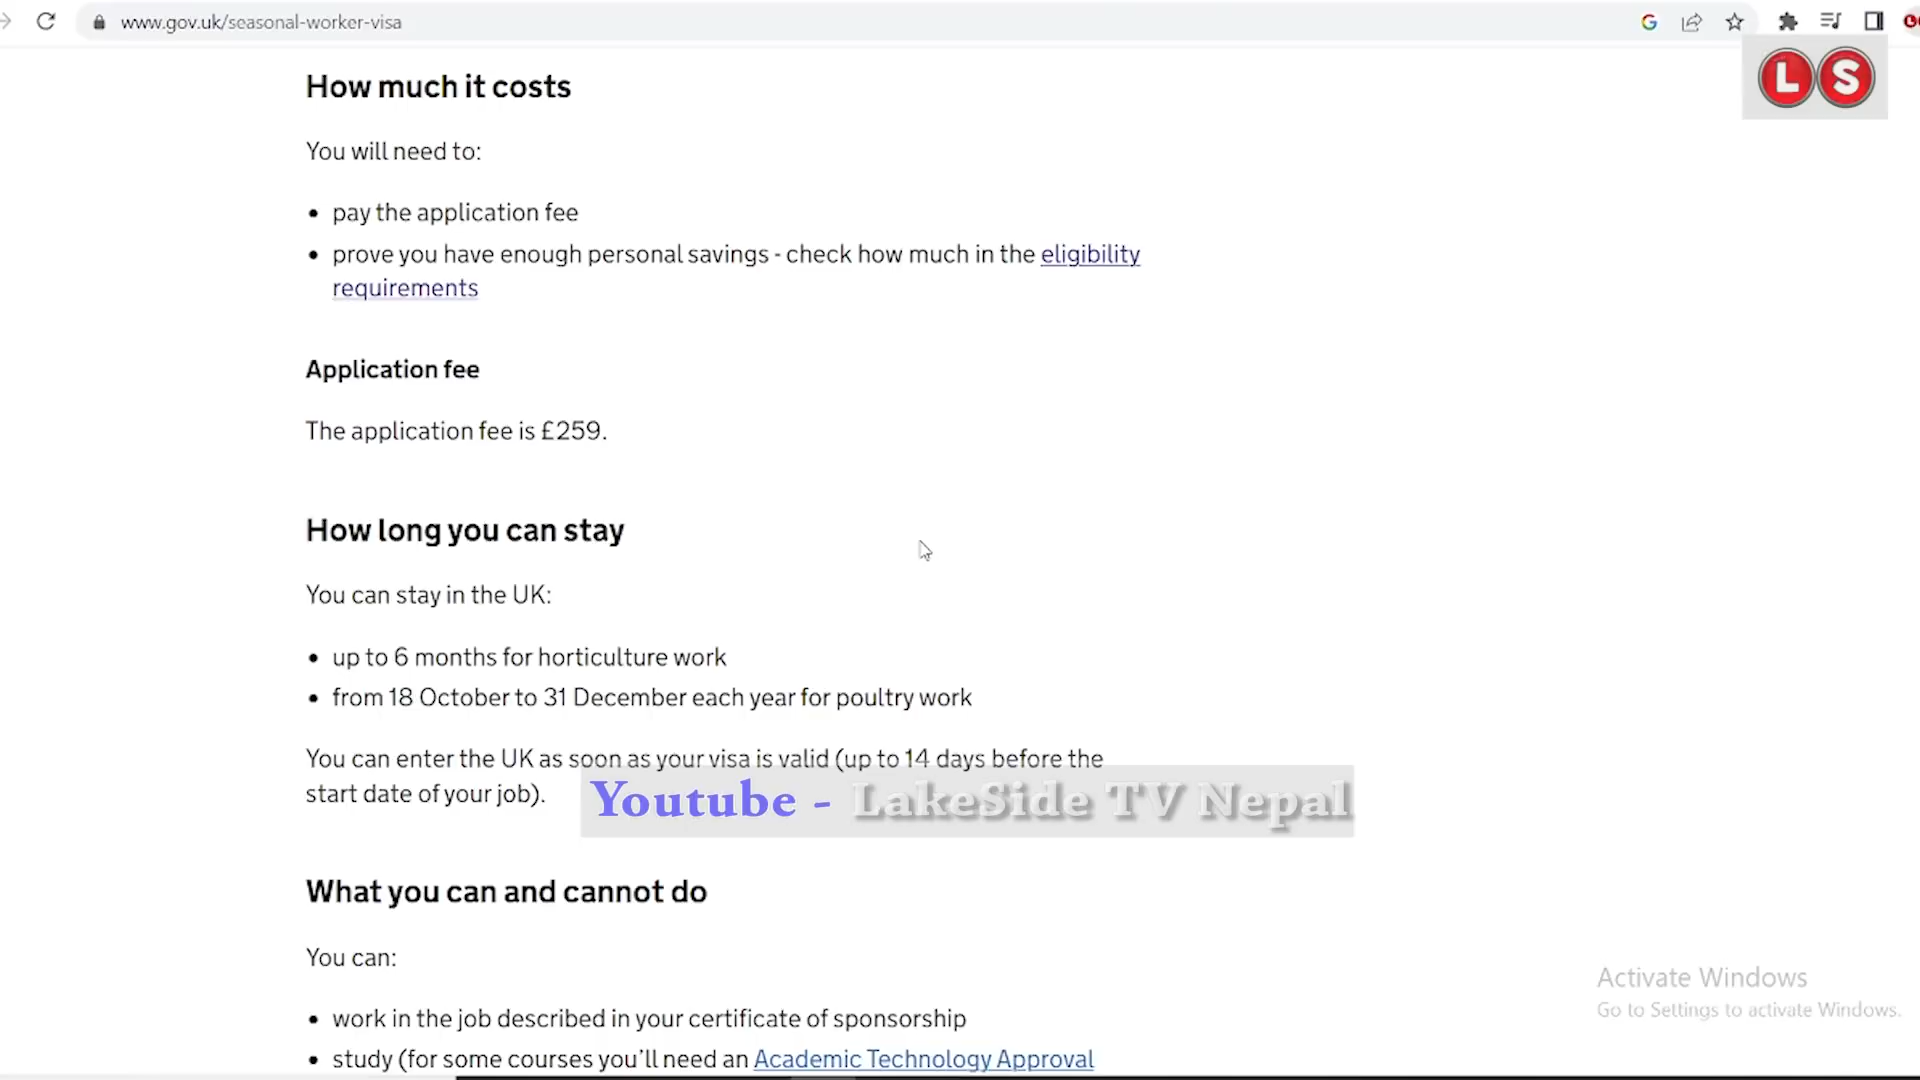 www.gov.uk/seasonal-worker-visa
L S
How much it costs
You will need to:
• pay the application fee
• prove you have enough personal savings - check how much in the eligibility
requirements
Application fee
The application fee is £259.
How long you can stay
You can stay in the UK:
• up to 6 months for horticulture work
• from 18 October to 31 December each year for poultry work
You can enter the UK as soon as your visa is valid (up to 14 days before the
start date of your job).
Youtube - LakeSide TV Nepal
What you can and cannot do
You can:
Activate Windows
Go to Settings to activate Windows.
• work in the job described in your certificate of sponsorship
• study (for some courses you'll need an Academic Technology Approval